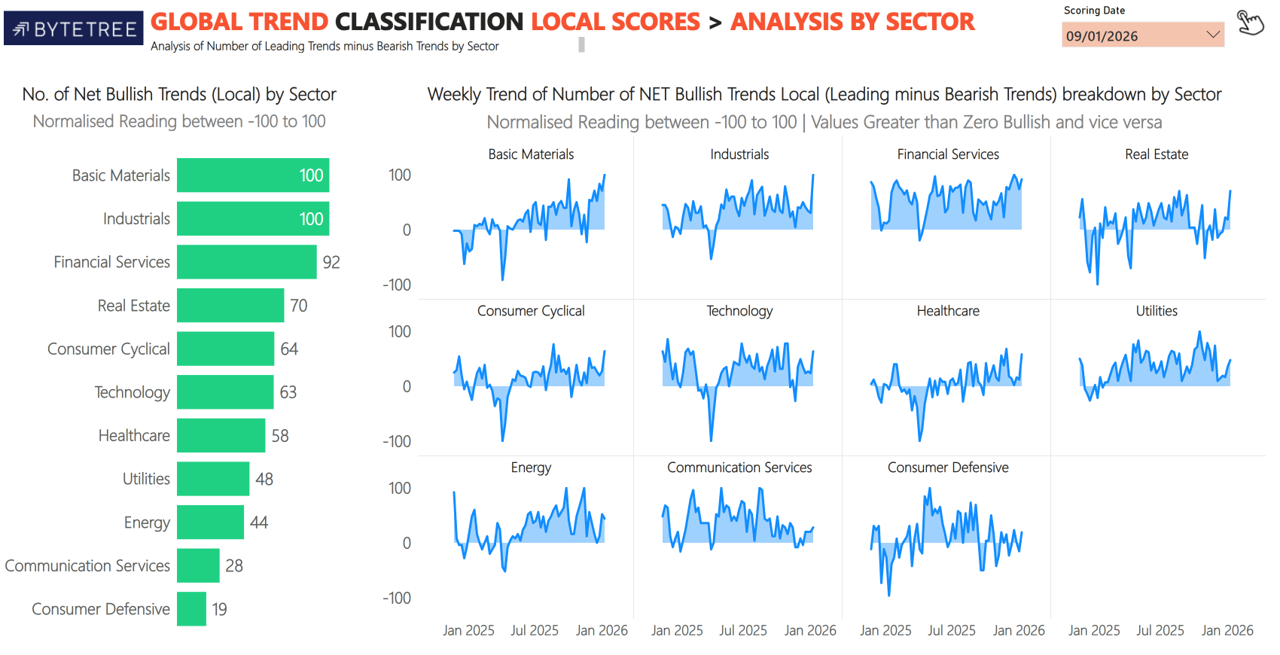 BYTETREE
GLOBAL TREND CLASSIFICATION LOCAL SCORES > ANALYSIS BY SECTOR
Analysis of Number of Leading Trends minus Bearish Trends by Sector
Scoring Date
09/01/2026
No. of Net Bullish Trends (Local) by Sector
Normalised Reading between -100 to 100
Basic Materials 100
Industrials 100
Financial Services 92
Real Estate 70
Consumer Cyclical 64
Technology 63
Healthcare 58
Utilities 48
Energy 44
Communication Services 28
Consumer Defensive 19
Weekly Trend of Number of NET Bullish Trends Local (Leading minus Bearish Trends) breakdown by Sector
Normalised Reading between -100 to 100 | Values Greater than Zero Bullish and vice versa
Basic Materials Industrials Financial Services Real Estate
100
0
-100
Consumer Cyclical Technology Healthcare Utilities
100
0
-100
Energy Communication Services Consumer Defensive
100
0
-100
Jan 2025 Jul 2025 Jan 2026 Jan 2025 Jul 2025 Jan 2026 Jan 2025 Jul 2025 Jan 2026 Jan 2025 Jul 2025 Jan 2026